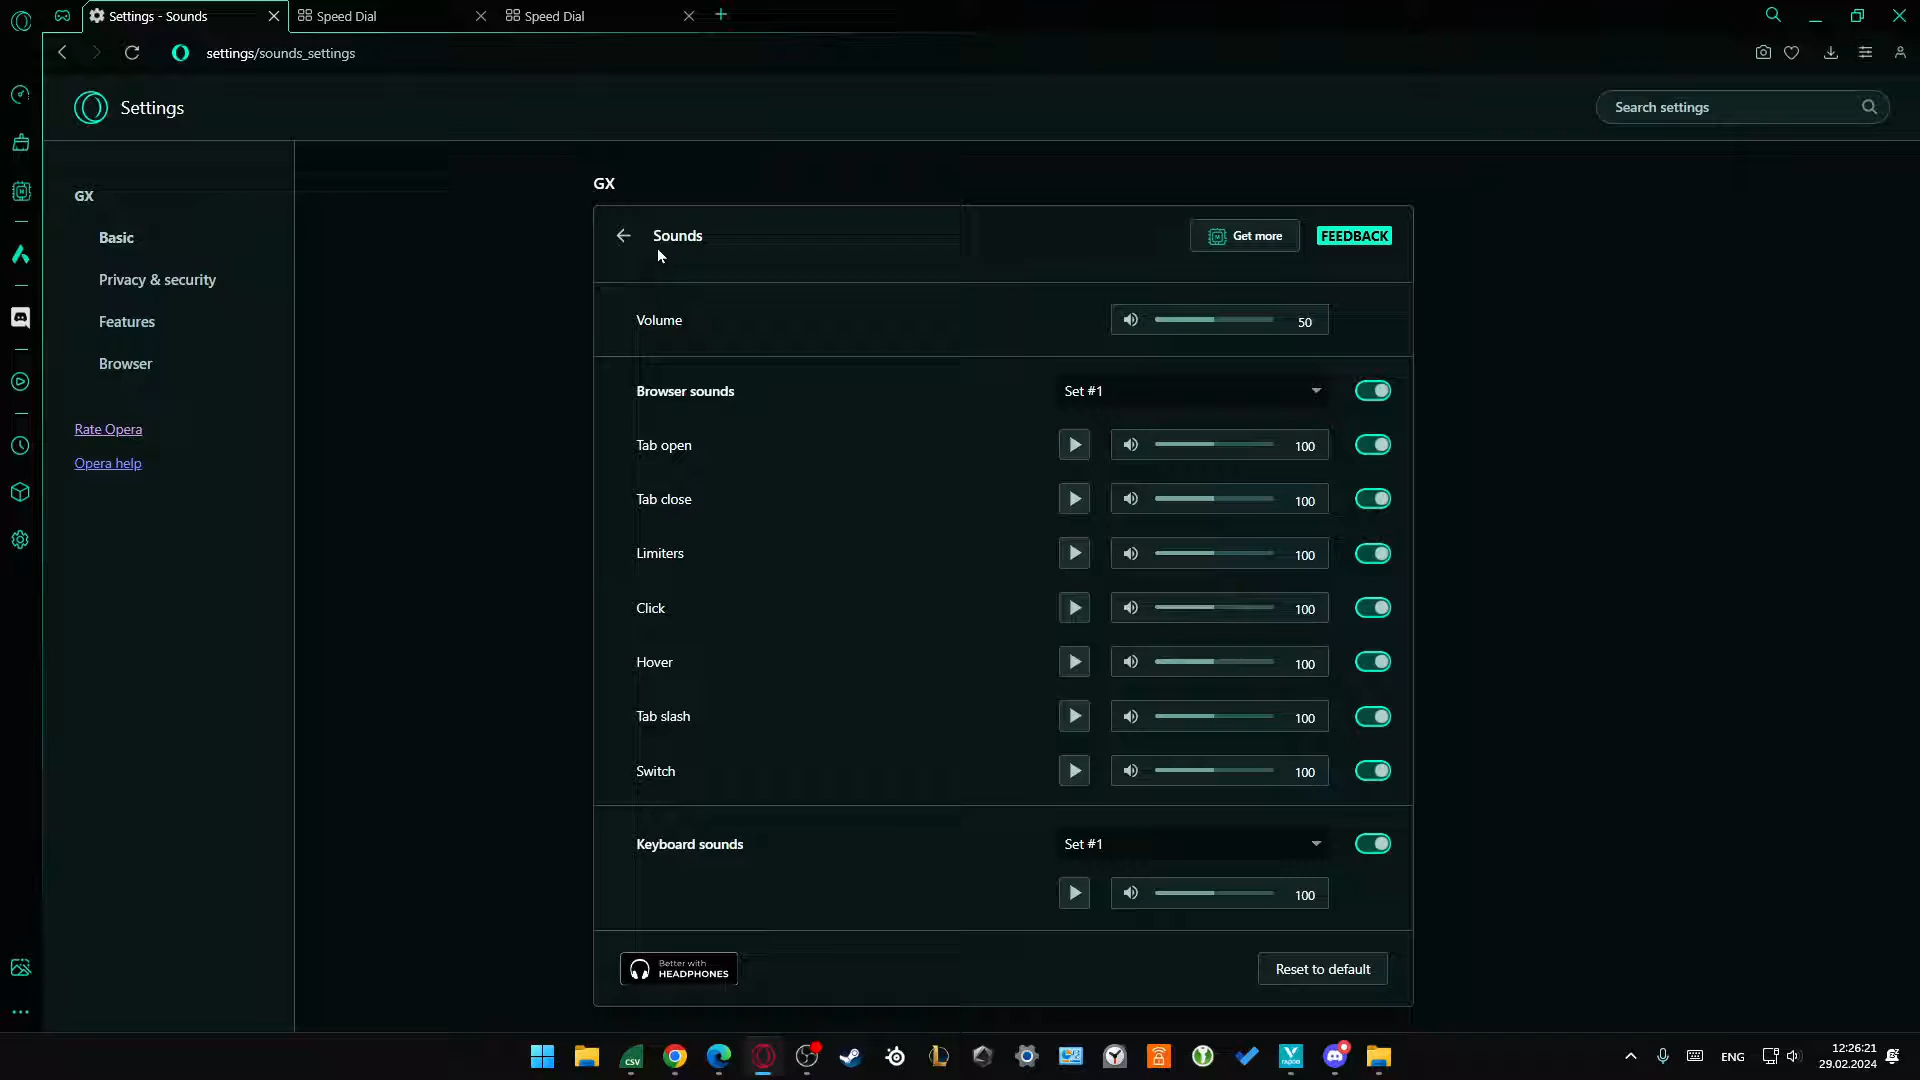 Settings - Sounds
Speed Dial
Speed Dial
settings/sounds_settings
Settings
Search settings
GX
Basic
Privacy & security
Features
Browser
Rate Opera
Opera help
GX
Sounds
Get more
FEEDBACK
Volume
50
Browser sounds
Set #1
Tab open
100
Tab close
100
Limiters
100
Click
100
Hover
100
Tab slash
100
Switch
100
Keyboard sounds
Set #1
100
Better with
HEADPHONES
Reset to default
CSV
ENG
12:26:21
29.02.2024